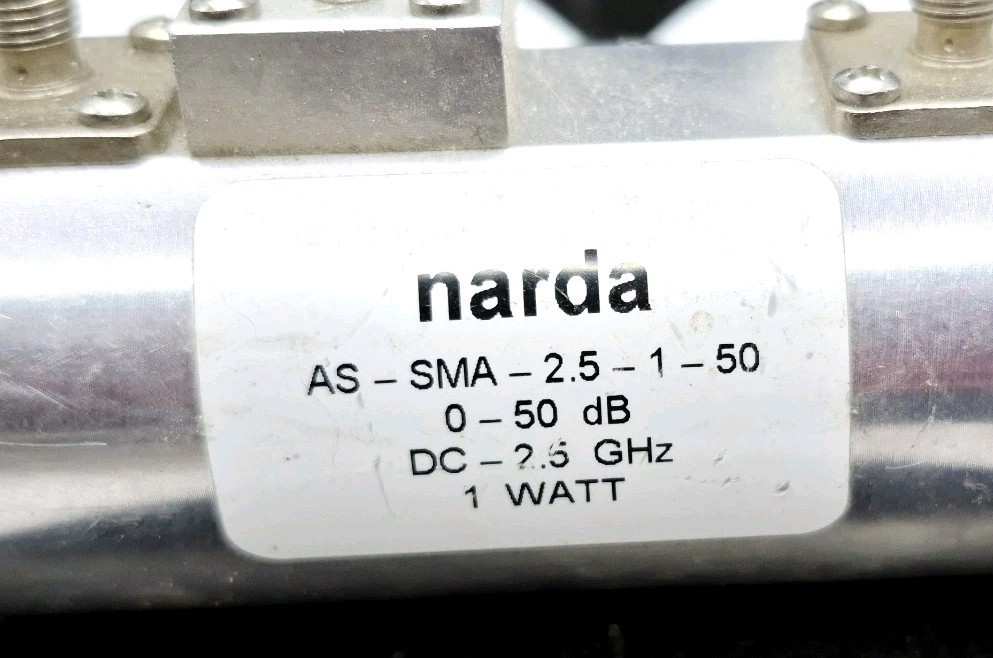 narda
AS – SMA – 2.5 – 1 – 50
0 – 50 dB
DC – 2.5 GHz
1 WATT